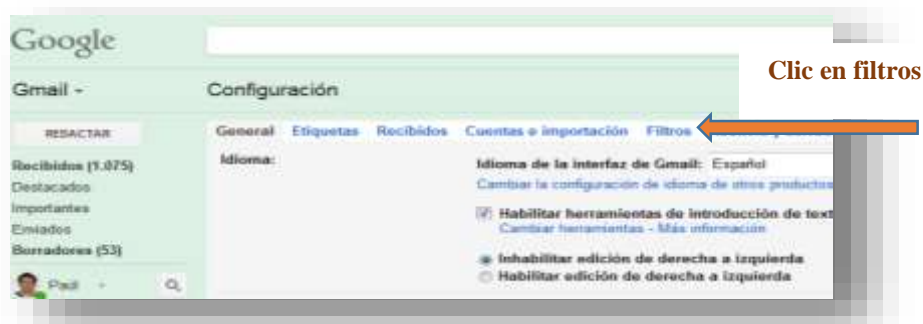 Google
Clic en filtros
Gmail
Configuración
REDACTAR
General Etiquetas Recibidos Cuentas e importación Filtros
Recibidos (1.075)
Idioma:
Idioma de la interfaz de Gmail: Español
Destacados
Cambiar la configuración de idioma de otros productos
Importantes
Habilitar herramientas de introducción de text
Enviados
Cambiar herramientas - Más información
Borradores (53)
Inhabilitar edición de derecha a izquierda
Paul
Habilitar edición de derecha a izquierda